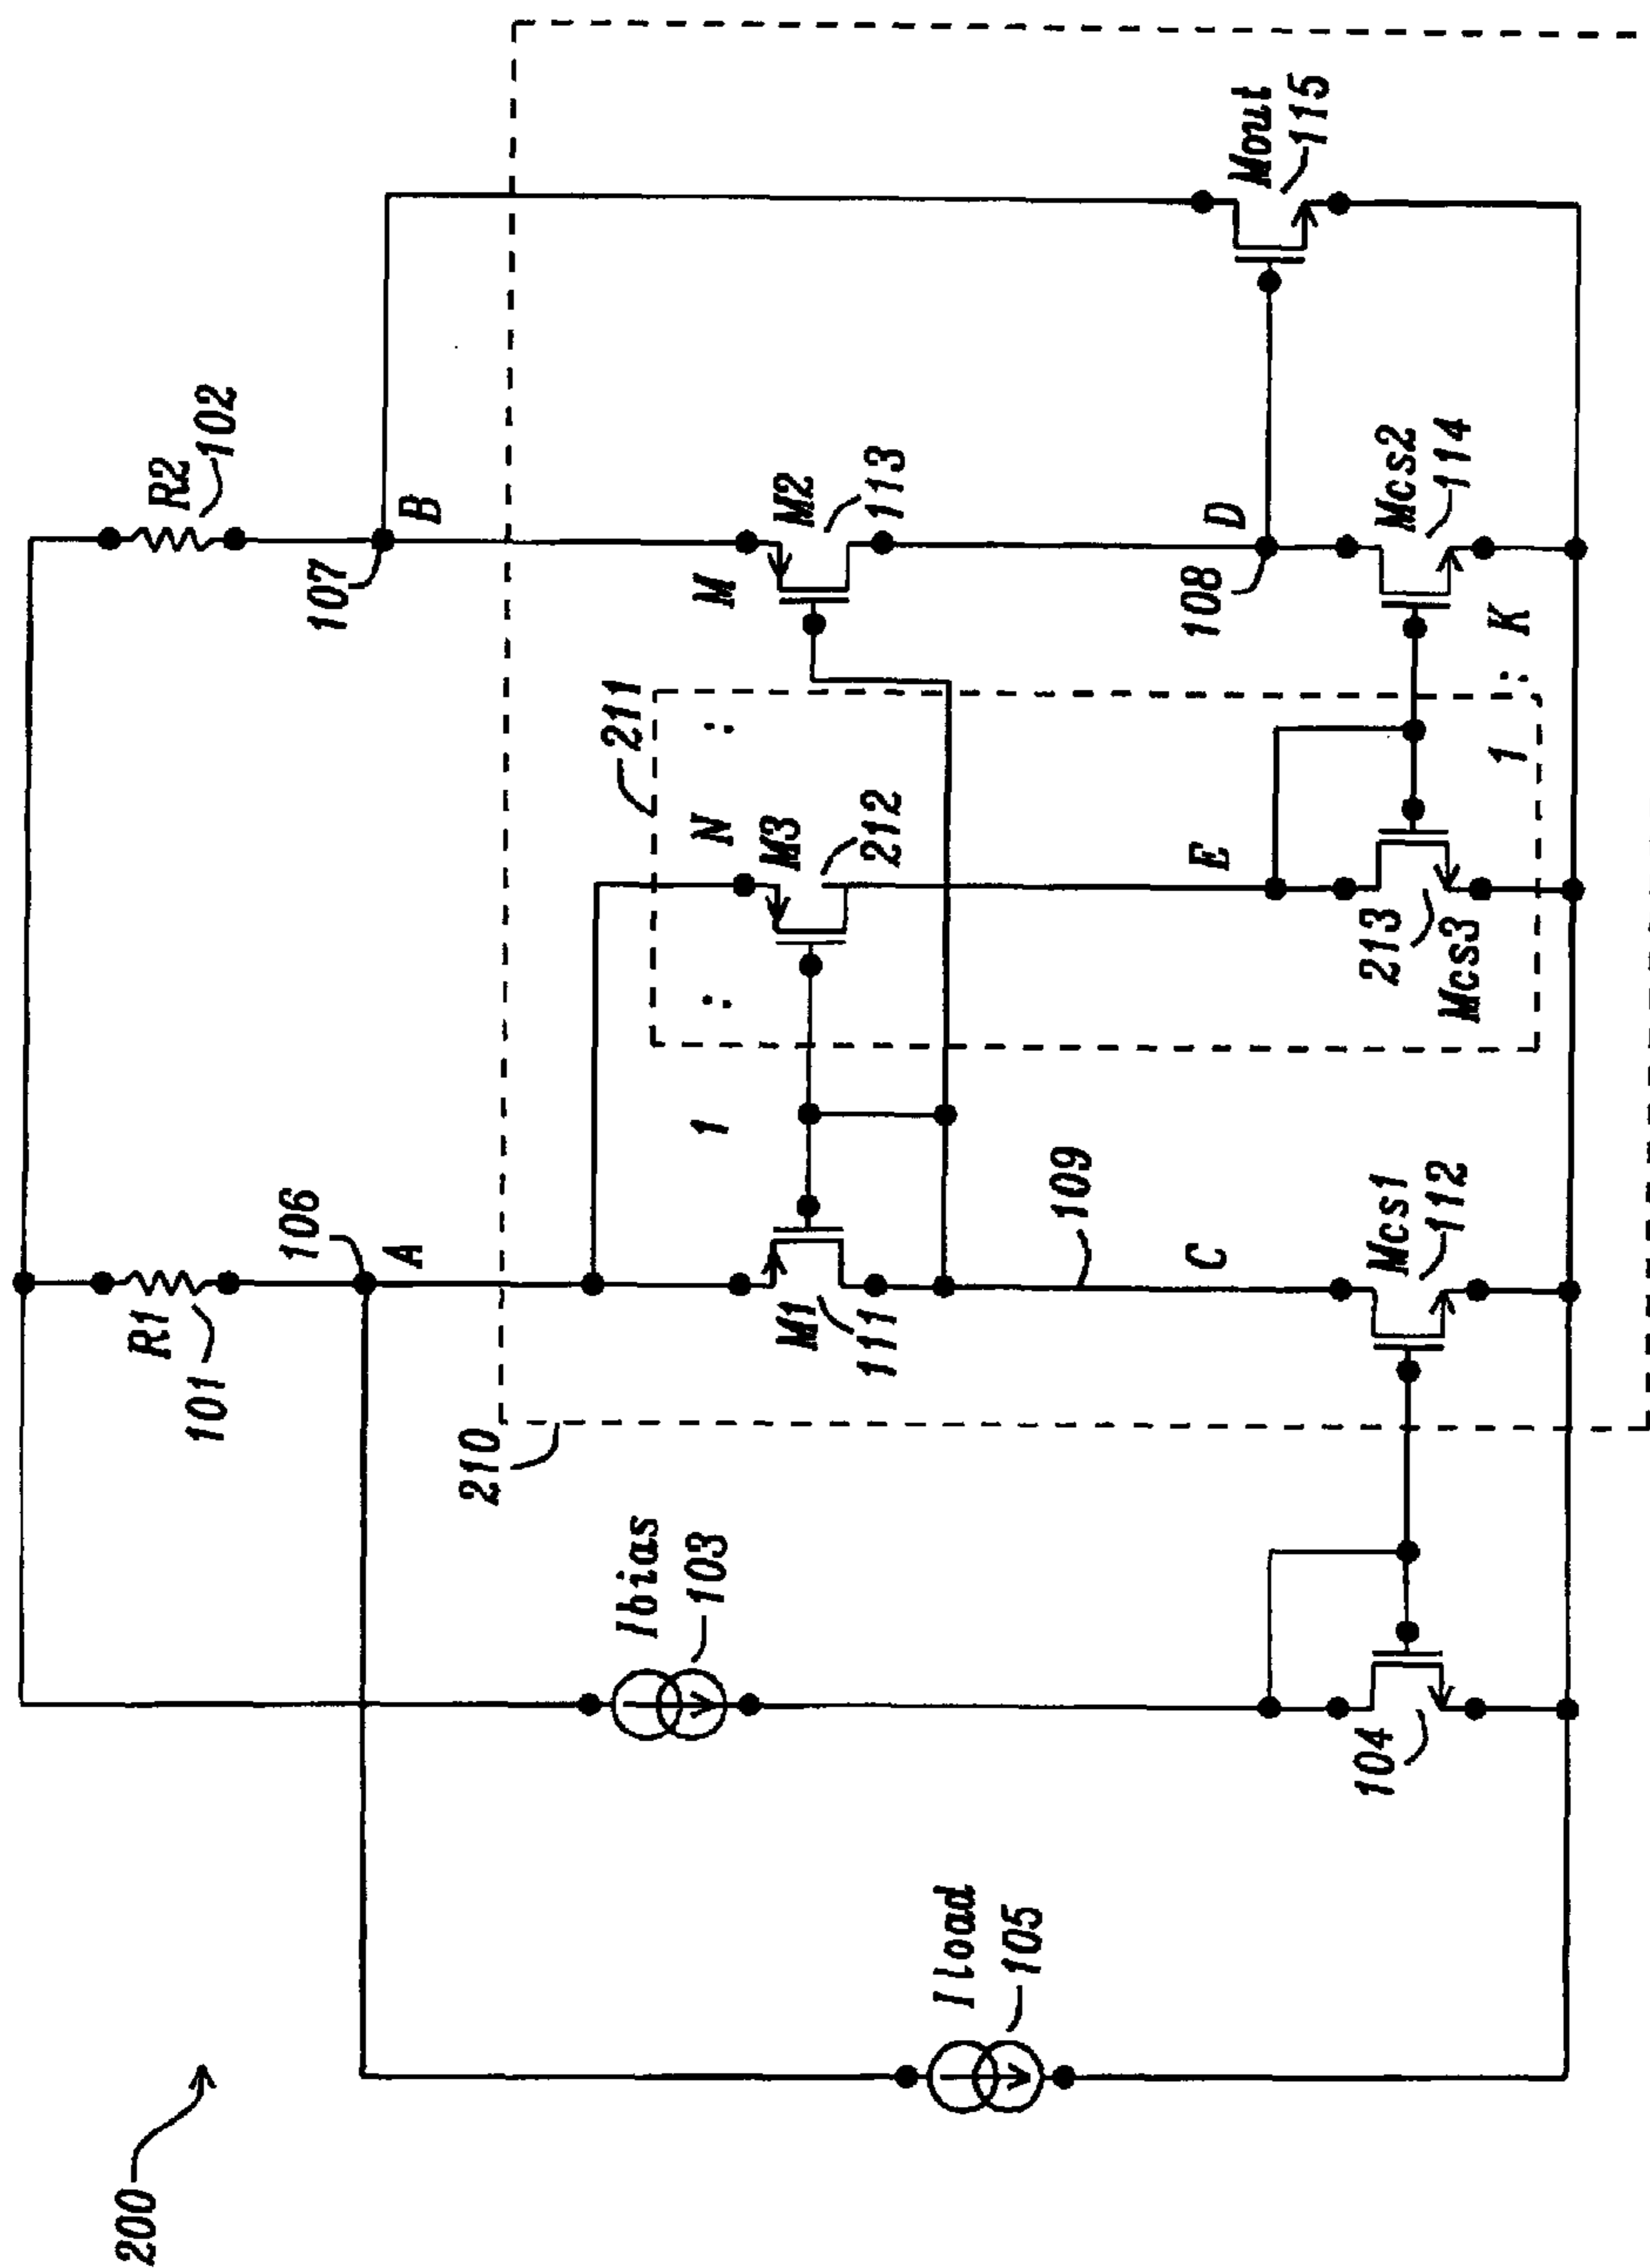 200
Iload
105
Ibias
103
104
R1
101
106
A
210
M1
111
1
:
N
:
M
109
C
Mcs1
112
211
M3
212
E
213
Mcs3
1 : K
R2
102
107
B
M2
113
D
108
Mcs2
114
Mout
115